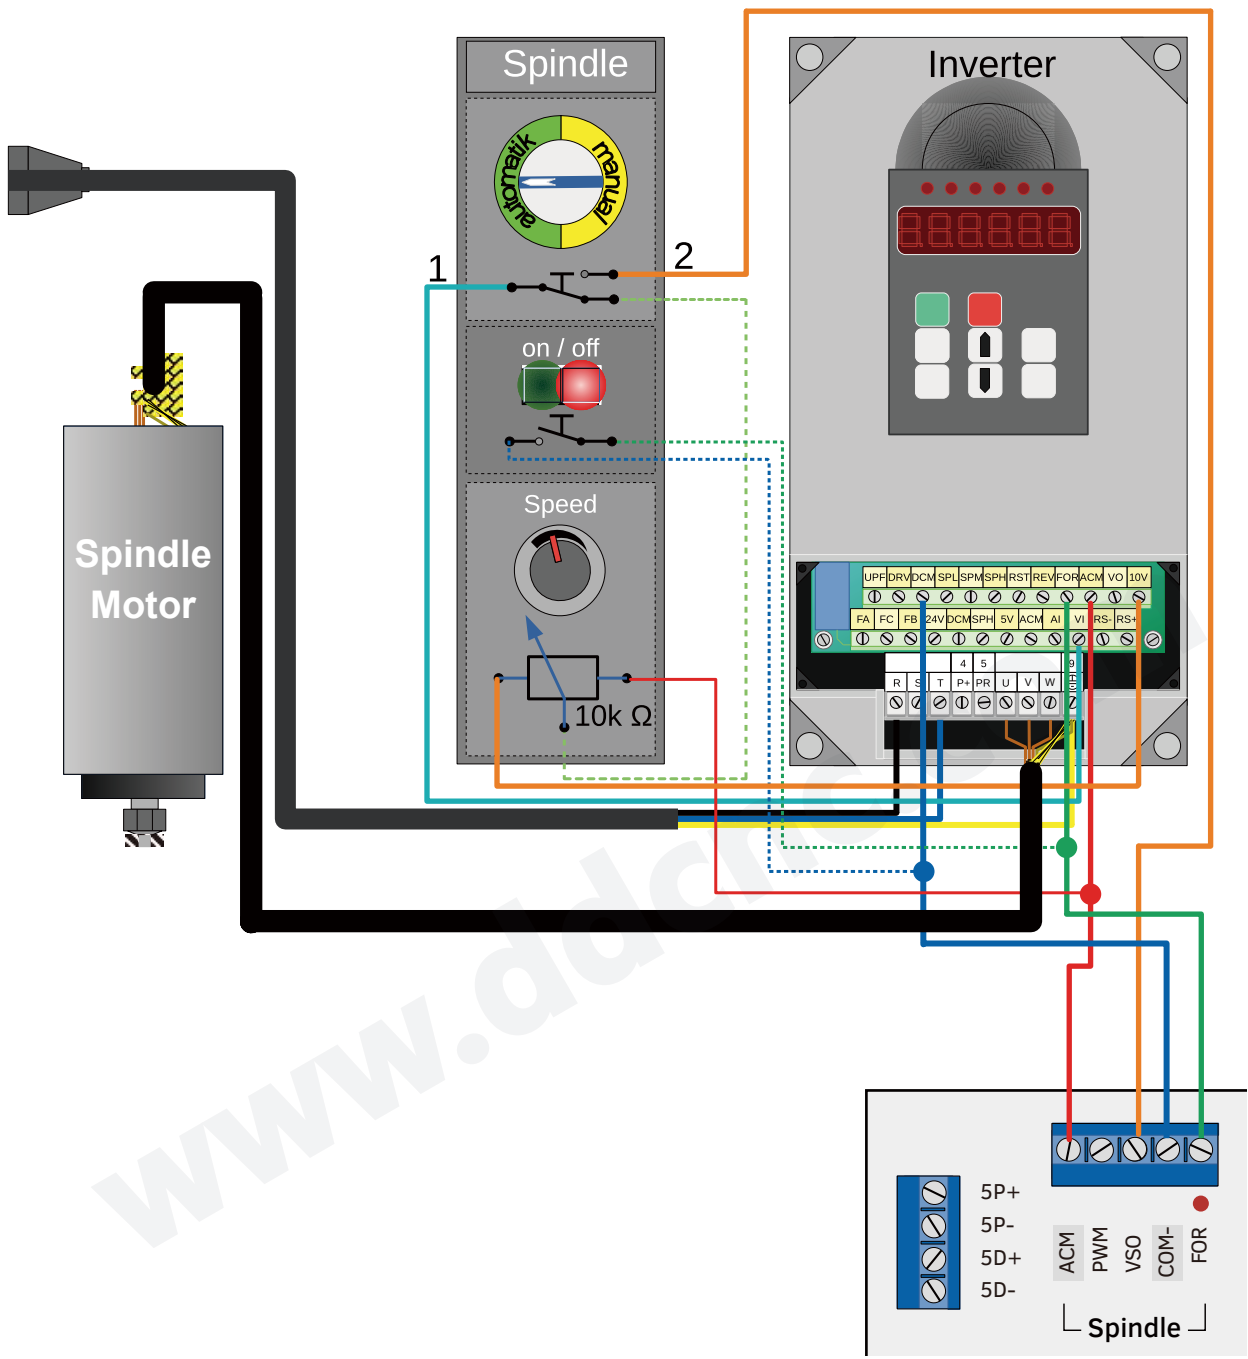 Spindle
Inverter
automatik
manual
1
2
on / off
Speed
10k Ω
Spindle
Motor
UPF DRV DCM SPL SPM SPH RST REV FOR ACM VO 10V
FA FC FB 24V DCM SPH 5V ACM AI VI RS- RS+
4 5 9
R S T P+ PR U V W
www.ddcnc
5P+
5P-
5D+
5D-
ACM
PWM
VSO
COM-
FOR
Spindle